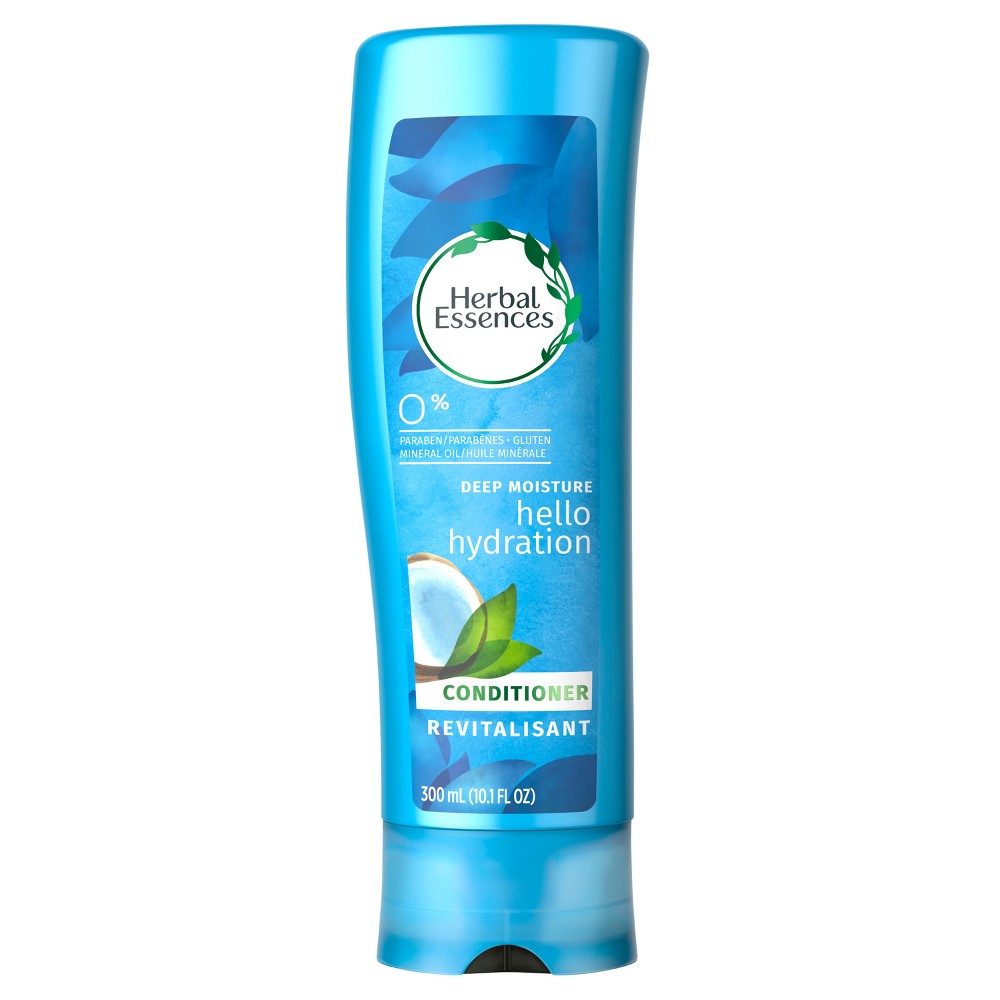 Herbal
Essences
0%
PARABEN/PARABÈNES • GLUTEN
MINERAL OIL/HUILE MINÉRALE
DEEP MOISTURE
hello
hydration
CONDITIONER
REVITALISANT
300 mL (10.1 FL OZ)